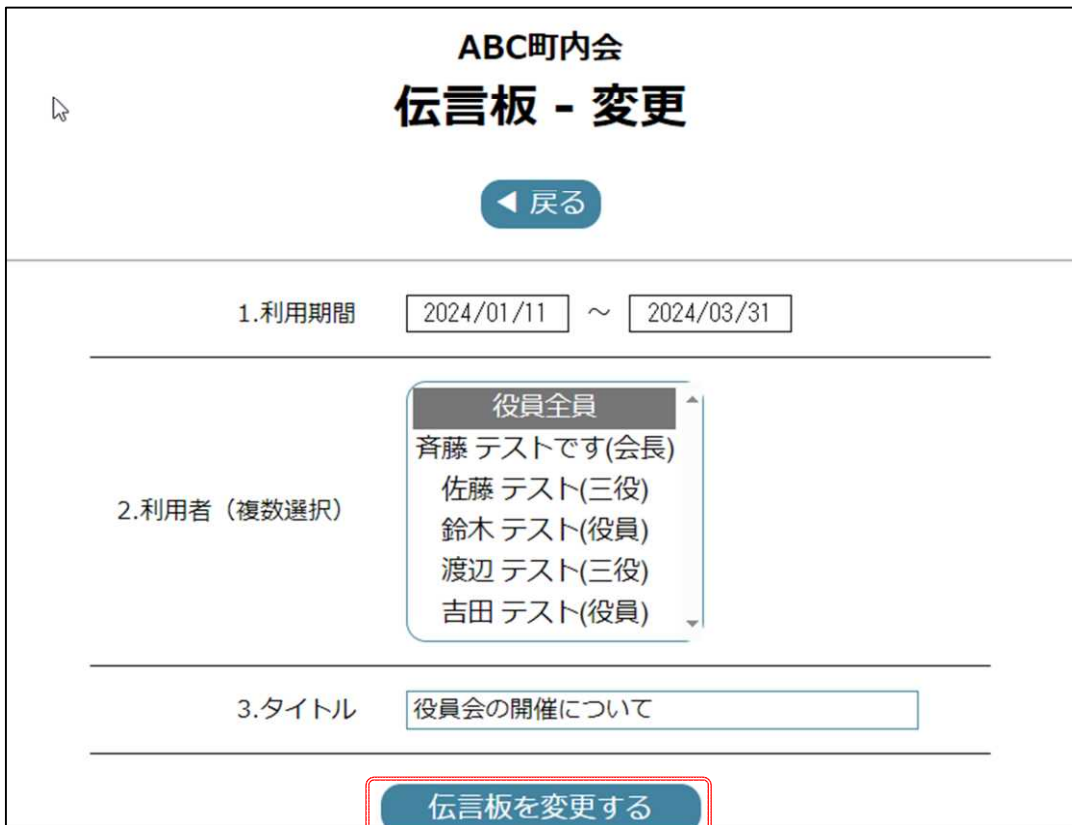 ABC町内会
伝言板 - 変更
◀ 戻る
1.利用期間 2024/01/11 ～ 2024/03/31
役員全員
斉藤 テストです(会長)
佐藤 テスト(三役)
2.利用者（複数選択）
鈴木 テスト(役員)
渡辺 テスト(三役)
吉田 テスト(役員)
3.タイトル 役員会の開催について
伝言板を変更する